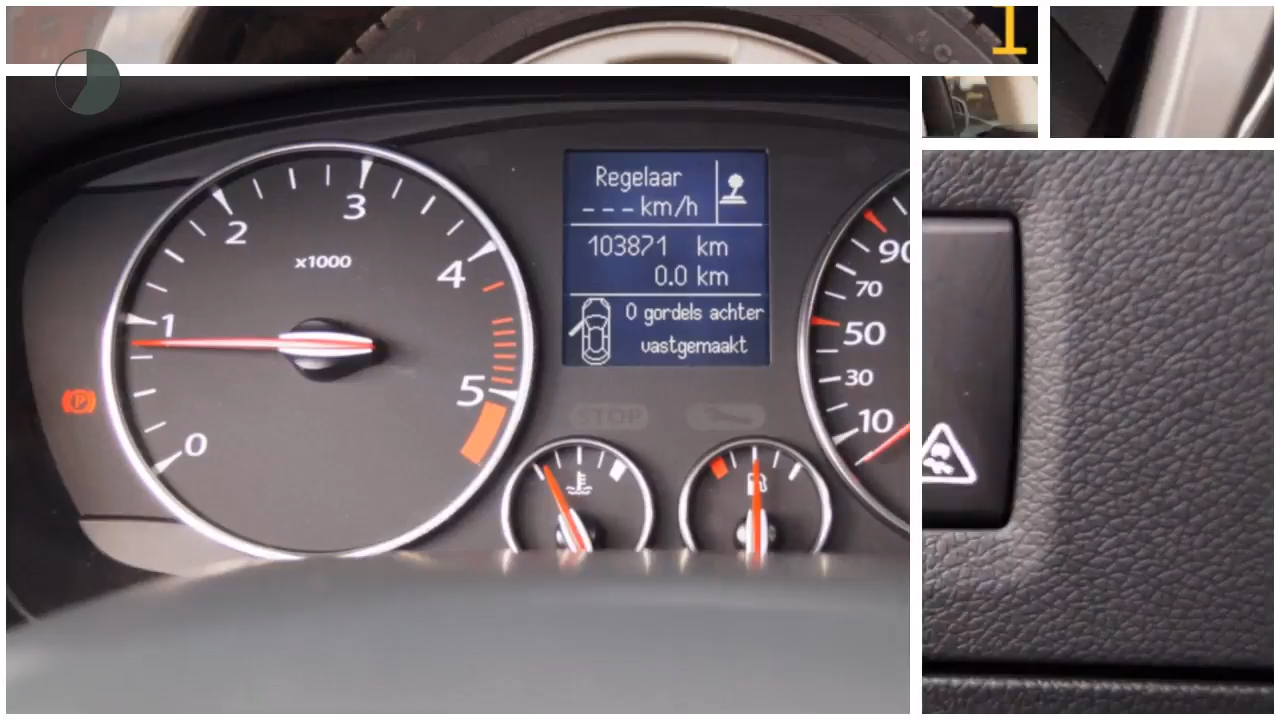 1
Regelaar
--- km/h
103871 km
0.0 km
0 gordels achter
vastgemaakt
x1000
0
1
2
3
4
5
P
STOP
90
70
50
30
10